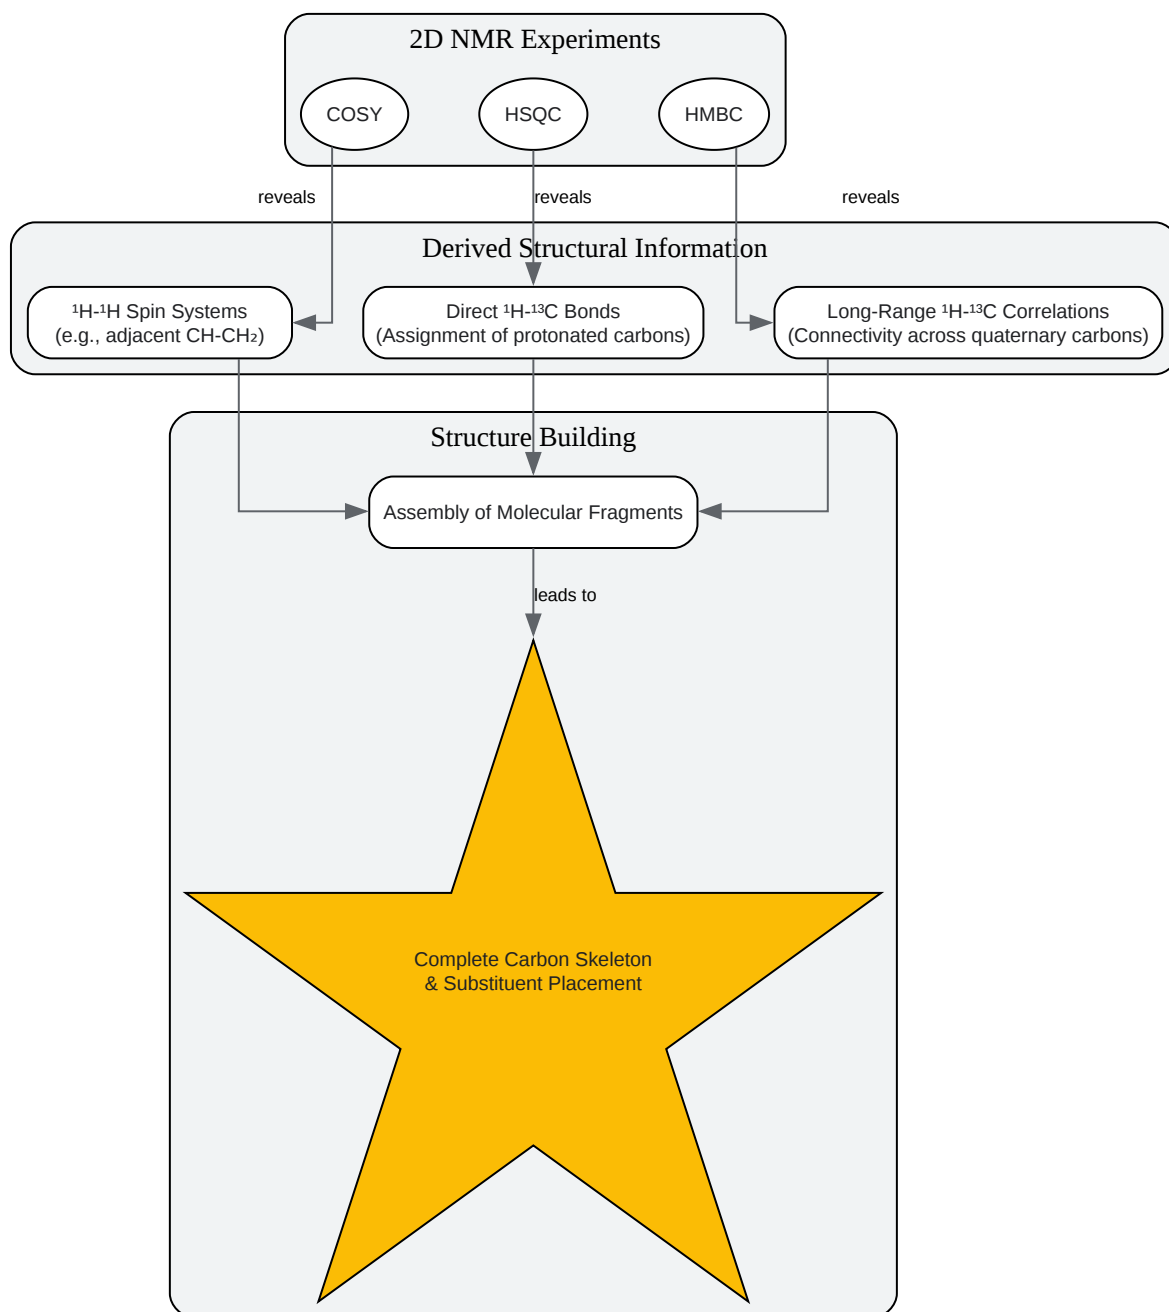 2D NMR Experiments
COSY
HSQC
HMBC
reveals
reveals
reveals
Derived Structural Information
¹H-¹H Spin Systems
(e.g., adjacent CH-CH₂)
Direct ¹H-¹³C Bonds
(Assignment of protonated carbons)
Long-Range ¹H-¹³C Correlations
(Connectivity across quaternary carbons)
Structure Building
Assembly of Molecular Fragments
leads to
Complete Carbon Skeleton
& Substituent Placement